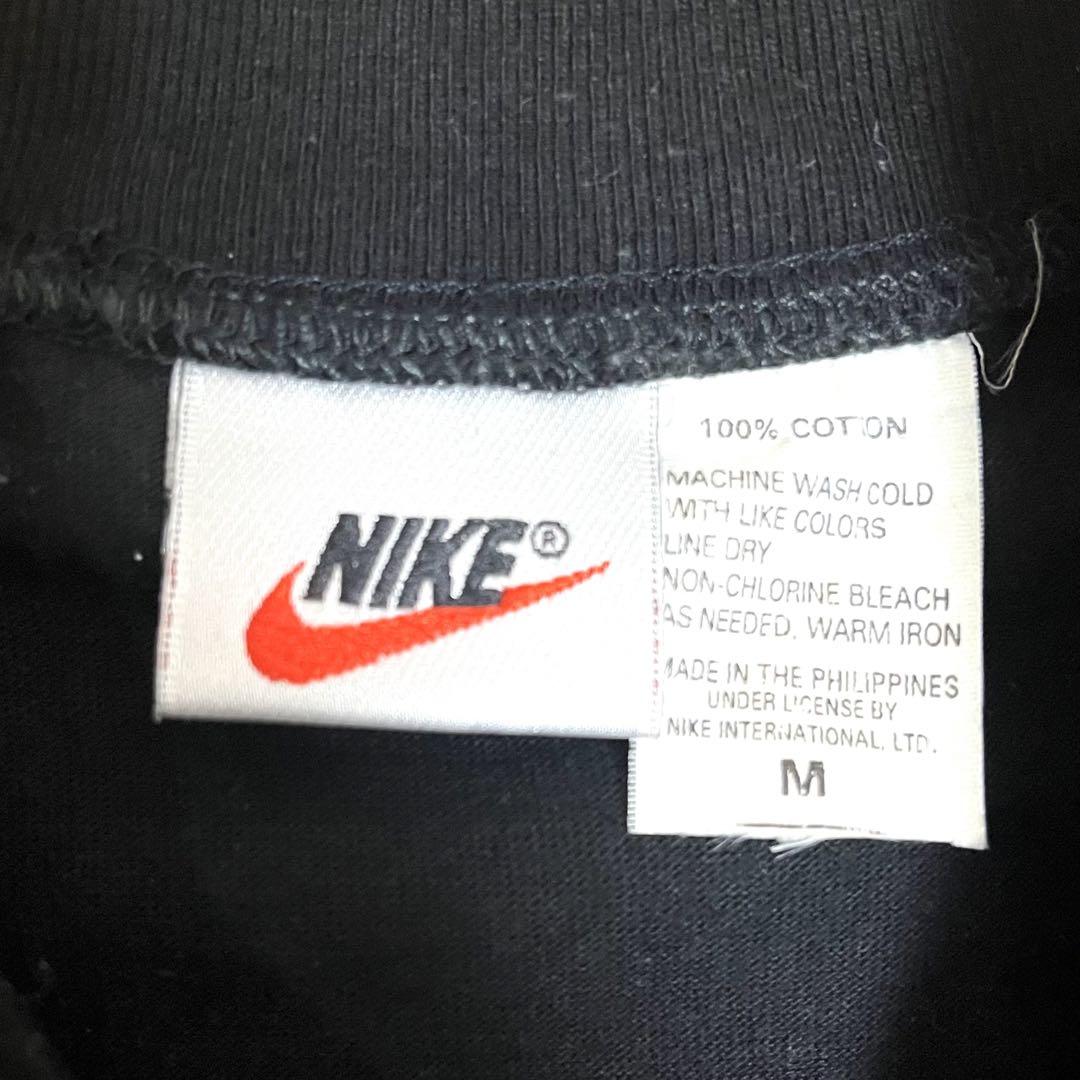 NIKE®
100% COTTON
MACHINE WASH COLD
WITH LIKE COLORS
LINE DRY
NON-CHLORINE BLEACH
AS NEEDED. WARM IRON
MADE IN THE PHILIPPINES
UNDER LICENSE BY
NIKE INTERNATIONAL, LTD.
M